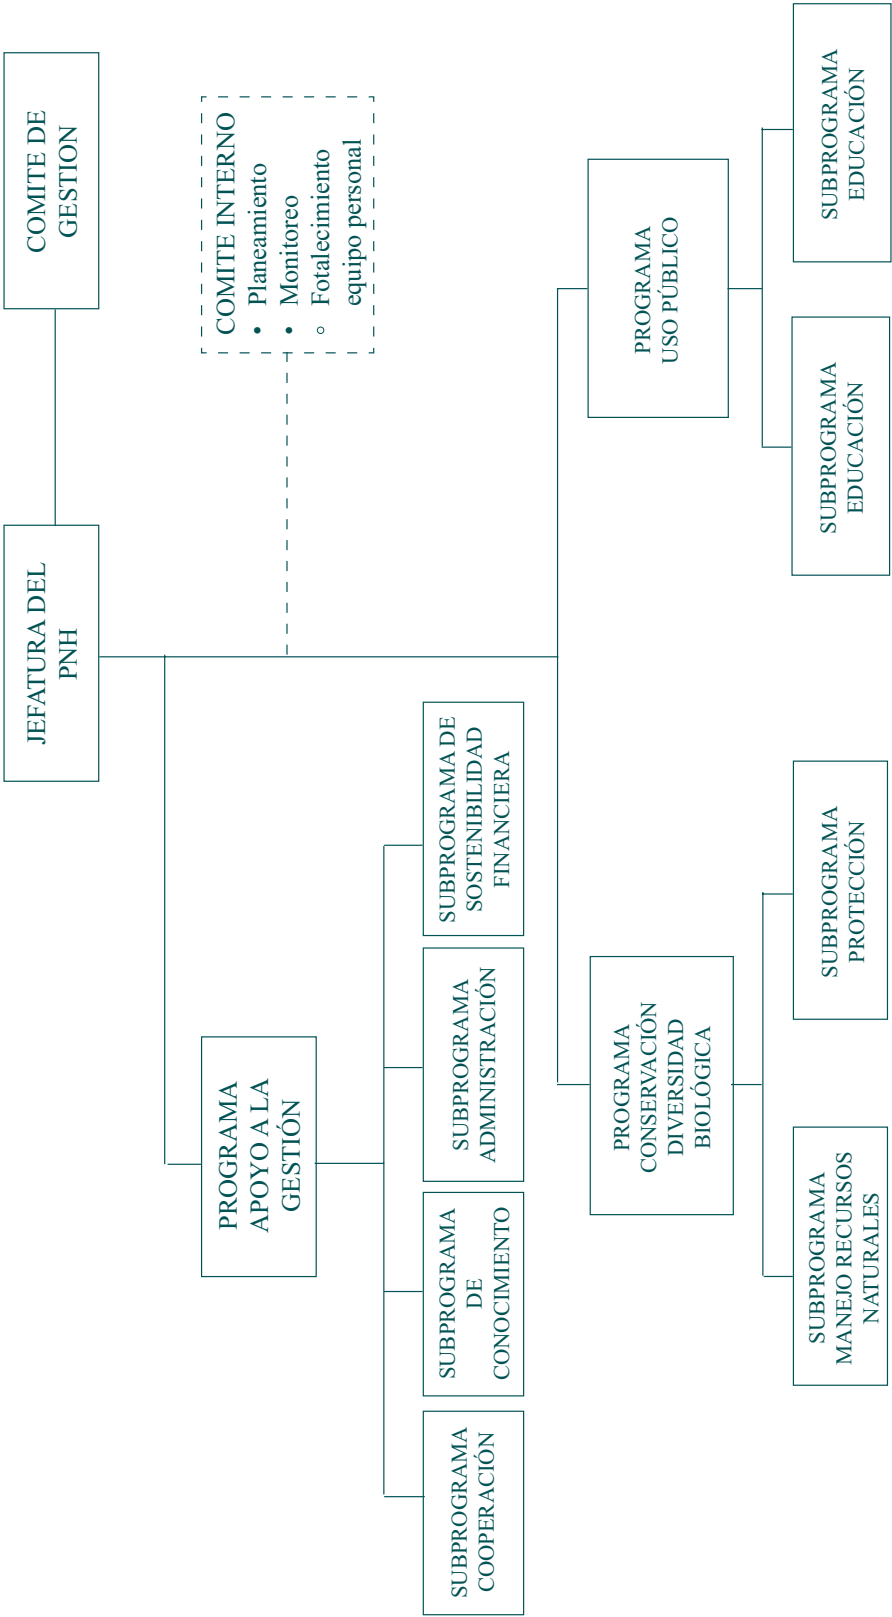 JEFATURA DEL
PNH
COMITE DE
GESTION
COMITE INTERNO
• Planeamiento
• Monitoreo
○ Fotalecimiento
equipo personal
PROGRAMA
APOYO A LA
GESTIÓN
SUBPROGRAMA
COOPERACIÓN
SUBPROGRAMA
DE
CONOCIMIENTO
SUBPROGRAMA
ADMINISTRACIÓN
SUBPROGRAMA DE
SOSTENIBILIDAD
FINANCIERA
PROGRAMA
CONSERVACIÓN
DIVERSIDAD
BIOLÓGICA
PROGRAMA
USO PÚBLICO
SUBPROGRAMA
MANEJO RECURSOS
NATURALES
SUBPROGRAMA
PROTECCIÓN
SUBPROGRAMA
EDUCACIÓN
SUBPROGRAMA
EDUCACIÓN